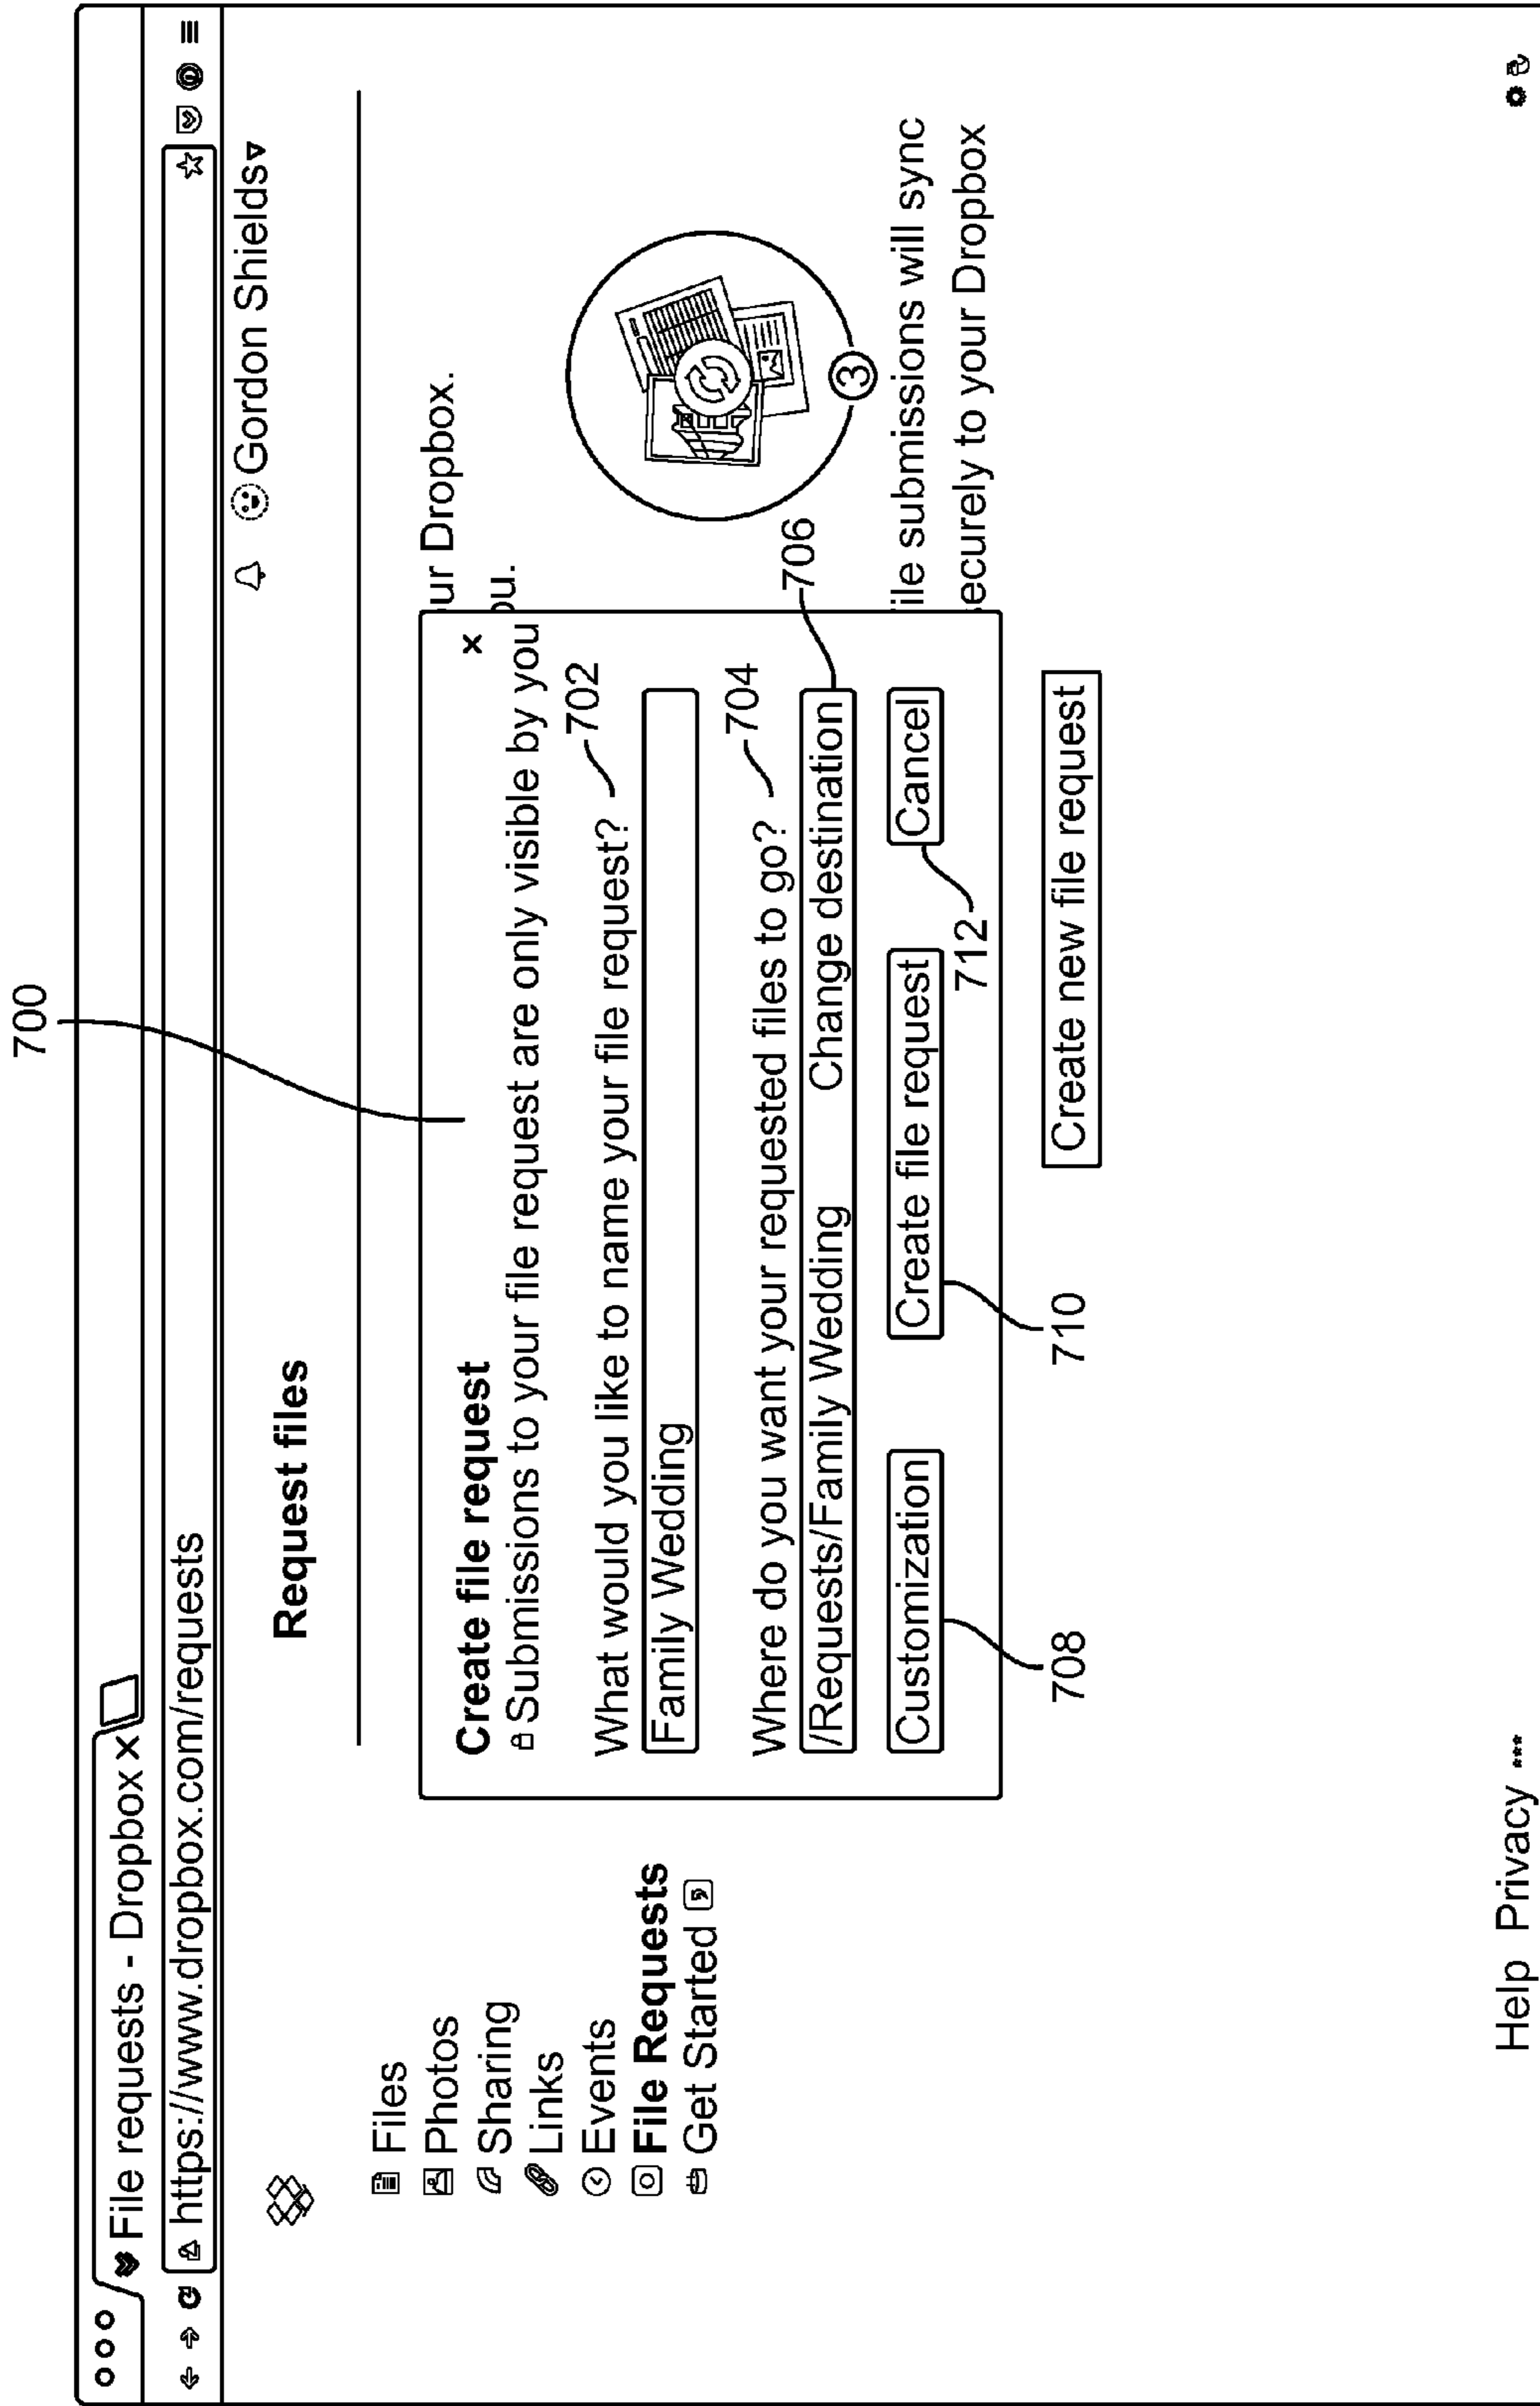 700
File requests - Dropbox X
https://www.dropbox.com/requests
Gordon Shields
Request files
Files
Photos
Sharing
Links
Events
File Requests
Get Started
ur Dropbox.
ou.
Create file request x
Submissions to your file request are only visible by you
What would you like to name your file request? 702
Family Wedding
Where do you want your requested files to go? 704
/Requests/Family Wedding Change destination
706
Customization Create file request Cancel
708
710
712
3
ile submissions will sync
ecurely to your Dropbox
Create new file request
Help Privacy